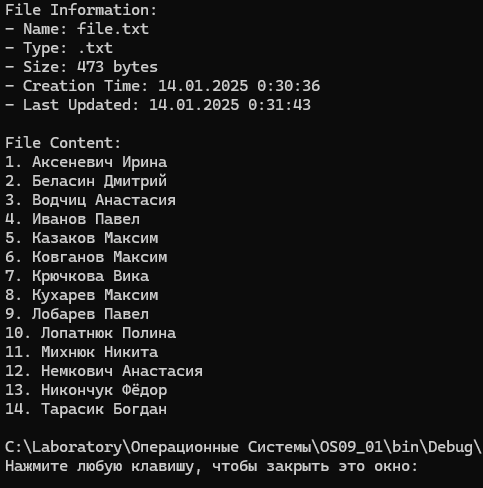 File Information:
- Name: file.txt
- Type: .txt
- Size: 473 bytes
- Creation Time: 14.01.2025 0:30:36
- Last Updated: 14.01.2025 0:31:43
File Content:
1. Аксеневич Ирина
2. Беласин Дмитрий
3. Водчиц Анастасия
4. Иванов Павел
5. Казаков Максим
6. Ковганов Максим
7. Крючкова Вика
8. Кухарев Максим
9. Лобарев Павел
10. Лопатнюк Полина
11. Михнюк Никита
12. Немкович Анастасия
13. Никончук Фёдор
14. Тарасик Богдан
C:\Laboratory\Операционные Системы\OS09_01\bin\Debug\
Нажмите любую клавишу, чтобы закрыть это окно: